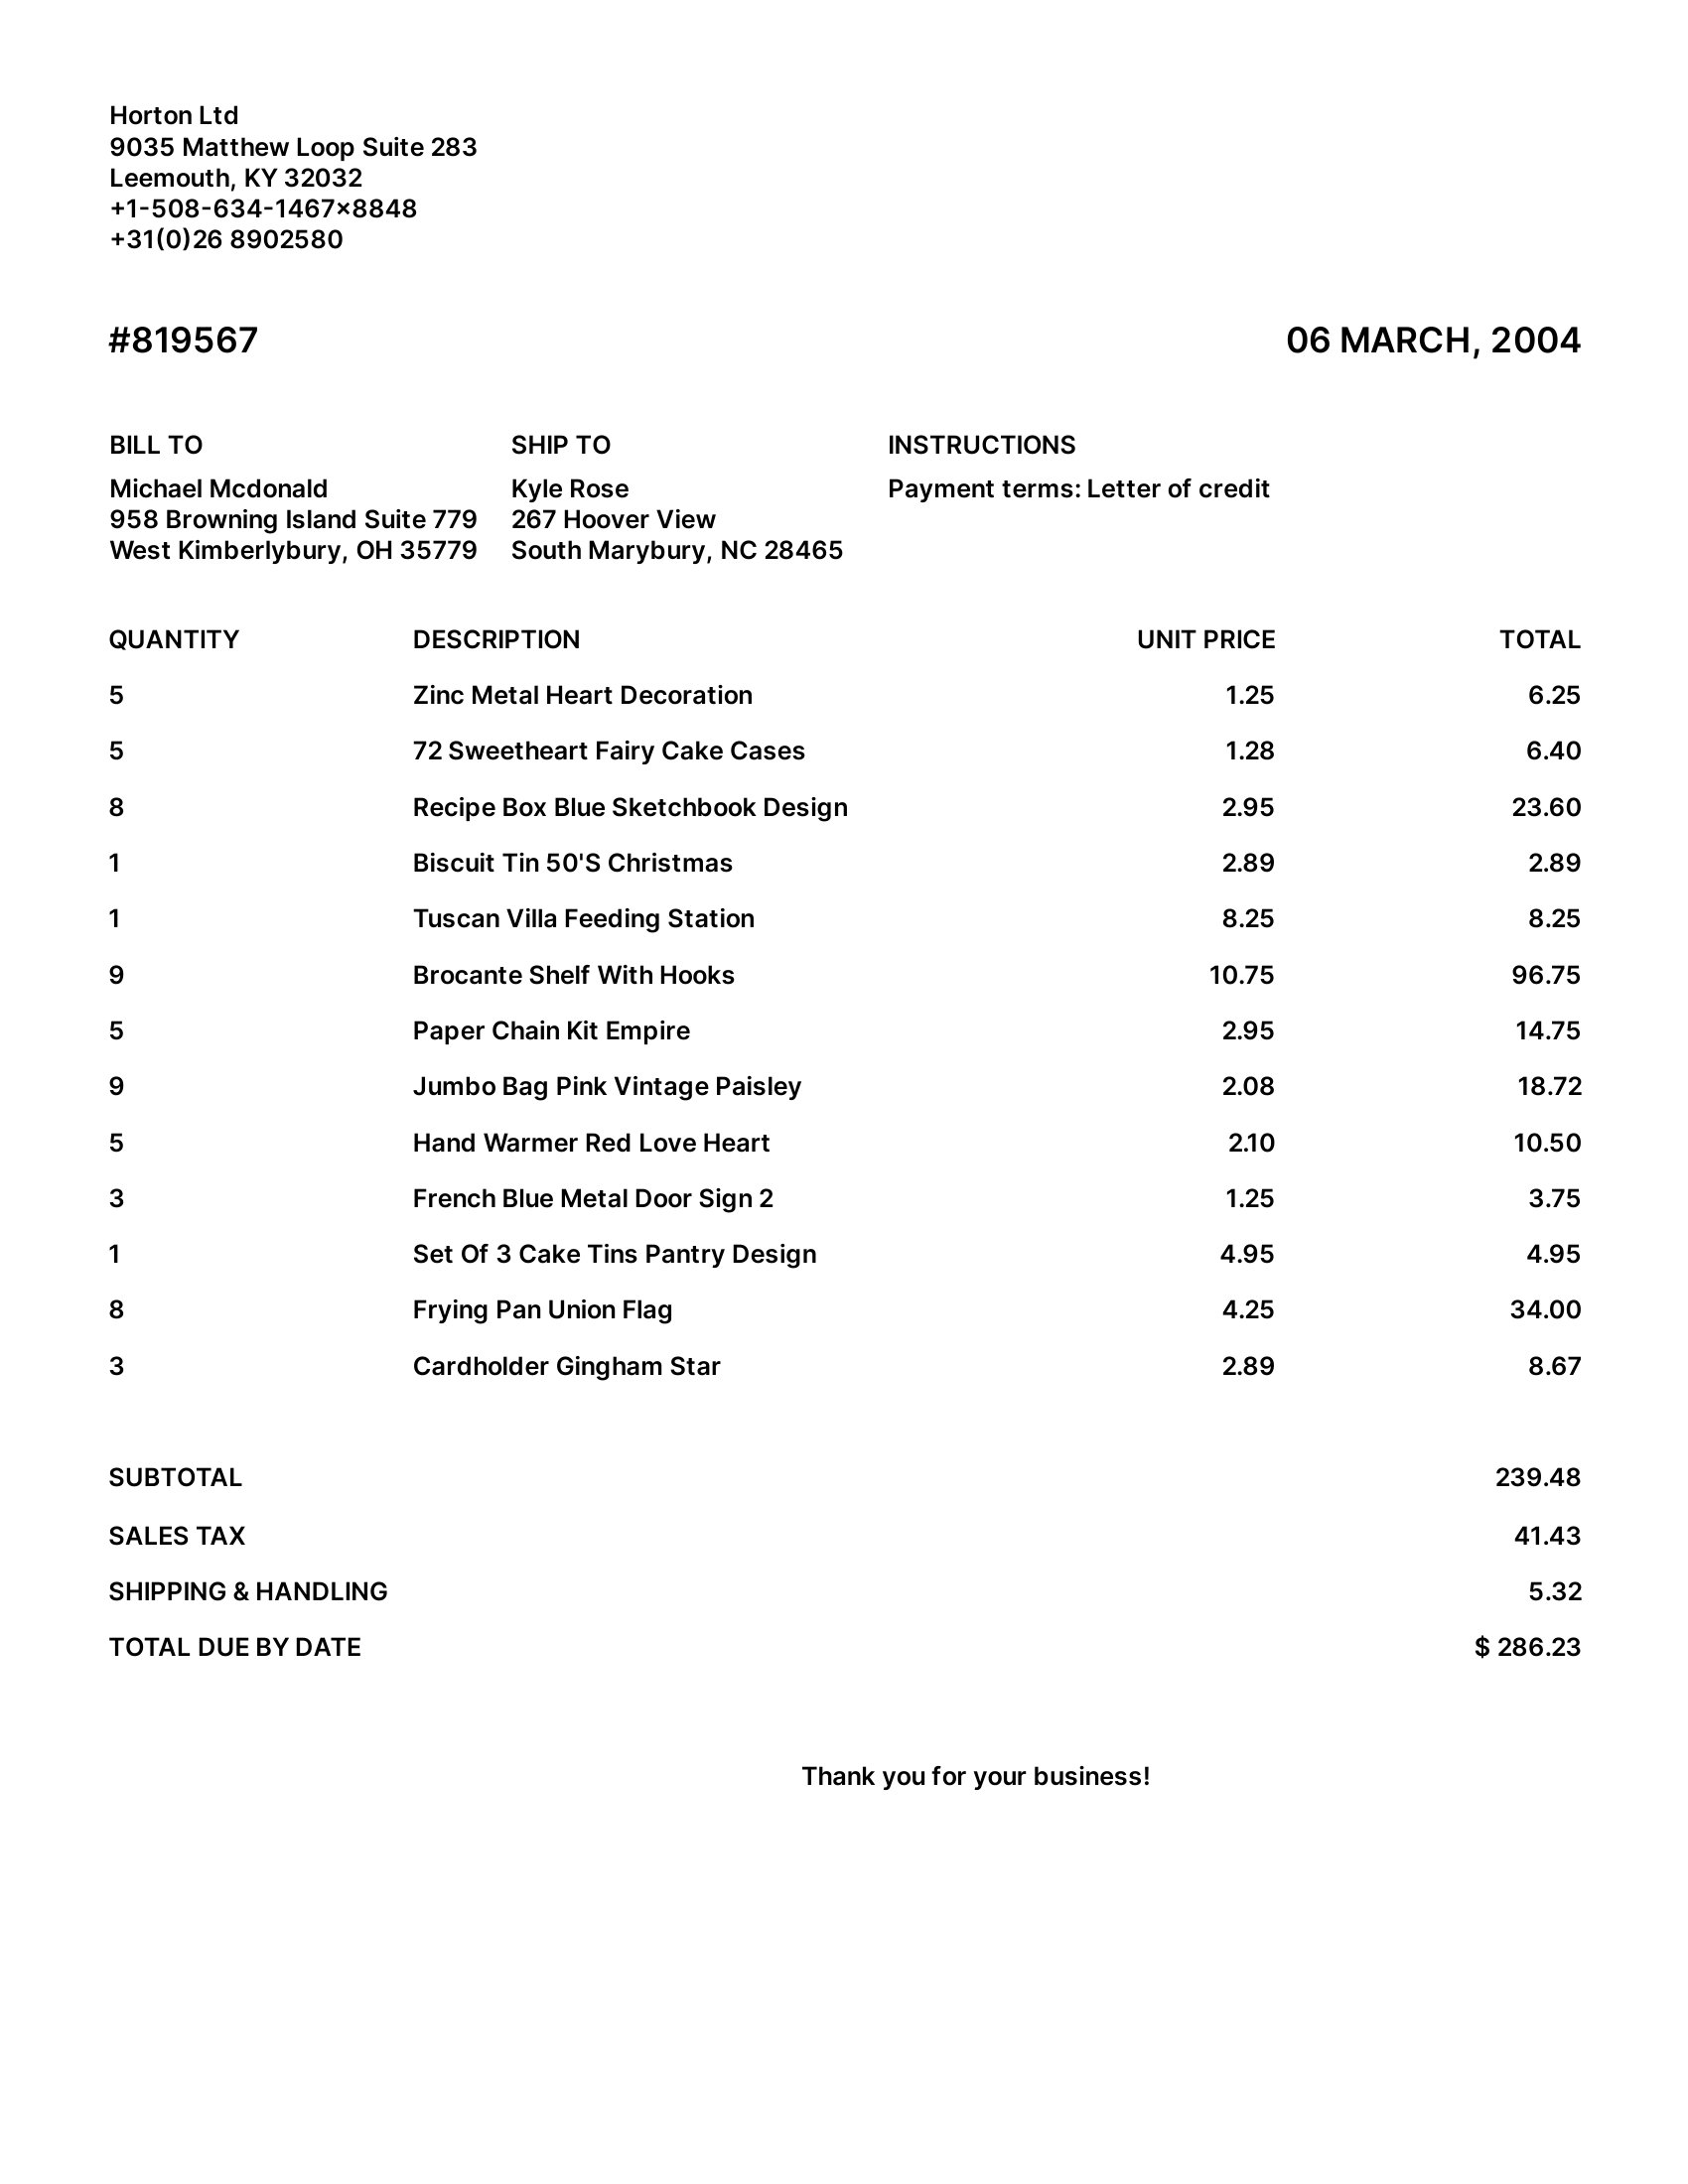 Horton Ltd
9035 Matthew Loop Suite 283
Leemouth, KY 32032
+1-508-634-1467×8848
+31(0)26 8902580
#819567 06 MARCH, 2004
BILL TO
Michael Mcdonald
958 Browning Island Suite 779
West Kimberlybury, OH 35779
SHIP TO
Kyle Rose
267 Hoover View
South Marybury, NC 28465
INSTRUCTIONS
Payment terms: Letter of credit
QUANTITY DESCRIPTION UNIT PRICE TOTAL
5 Zinc Metal Heart Decoration 1.25 6.25
5 72 Sweetheart Fairy Cake Cases 1.28 6.40
8 Recipe Box Blue Sketchbook Design 2.95 23.60
1 Biscuit Tin 50'S Christmas 2.89 2.89
1 Tuscan Villa Feeding Station 8.25 8.25
9 Brocante Shelf With Hooks 10.75 96.75
5 Paper Chain Kit Empire 2.95 14.75
9 Jumbo Bag Pink Vintage Paisley 2.08 18.72
5 Hand Warmer Red Love Heart 2.10 10.50
3 French Blue Metal Door Sign 2 1.25 3.75
1 Set Of 3 Cake Tins Pantry Design 4.95 4.95
8 Frying Pan Union Flag 4.25 34.00
3 Cardholder Gingham Star 2.89 8.67
SUBTOTAL 239.48
SALES TAX 41.43
SHIPPING & HANDLING 5.32
TOTAL DUE BY DATE $ 286.23
Thank you for your business!